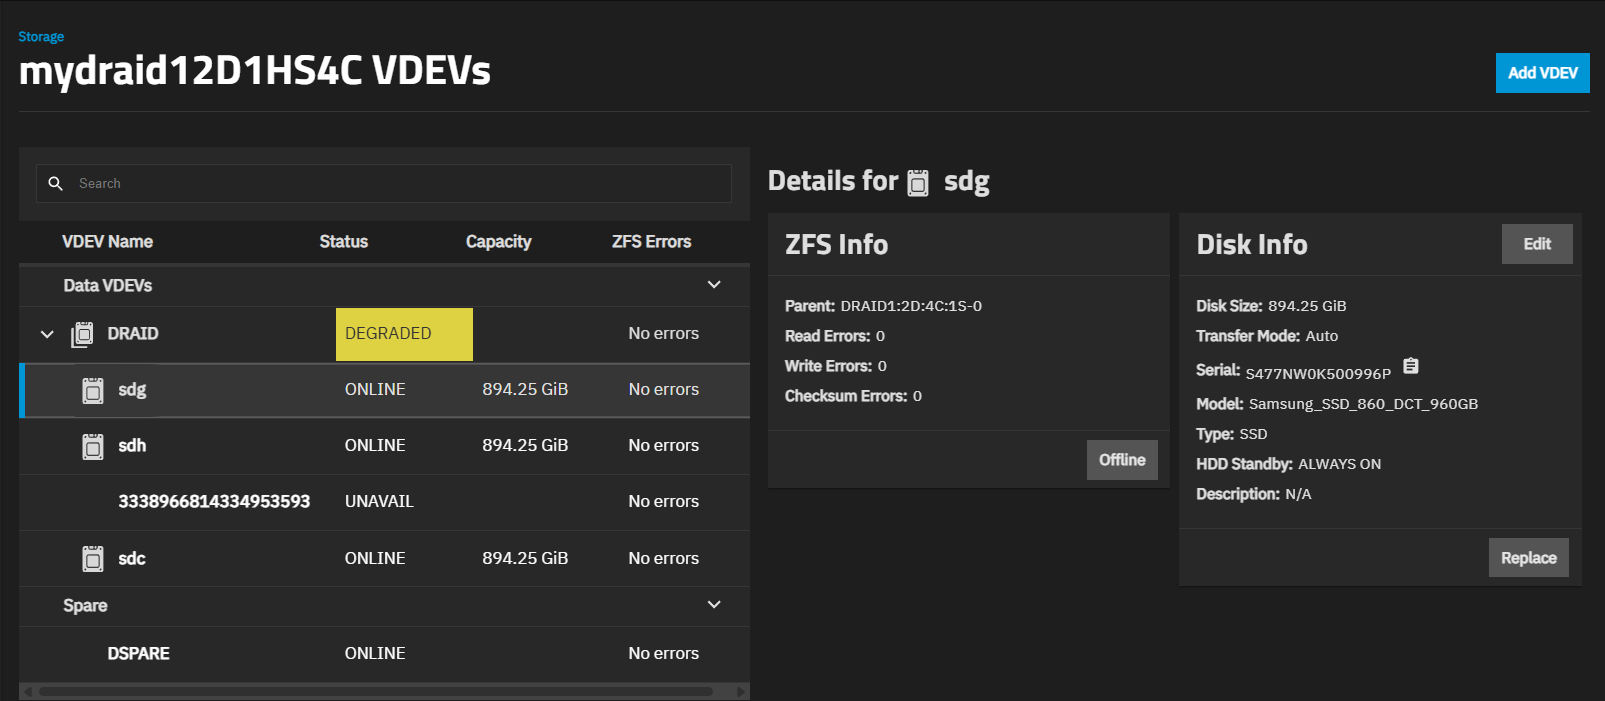 Storage
mydraid12D1HS4C VDEVs
Add VDEV
Search
VDEV Name Status Capacity ZFS Errors
Data VDEVs
DRAID DEGRADED No errors
sdg ONLINE 894.25 GiB No errors
sdh ONLINE 894.25 GiB No errors
3338966814334953593 UNAVAIL No errors
sdc ONLINE 894.25 GiB No errors
Spare
DSPARE ONLINE No errors
Details for sdg
ZFS Info
Parent: DRAID1:2D:4C:1S-0
Read Errors: 0
Write Errors: 0
Checksum Errors: 0
Offline
Disk Info
Edit
Disk Size: 894.25 GiB
Transfer Mode: Auto
Serial: S477NW0K500996P
Model: Samsung_SSD_860_DCT_960GB
Type: SSD
HDD Standby: ALWAYS ON
Description: N/A
Replace